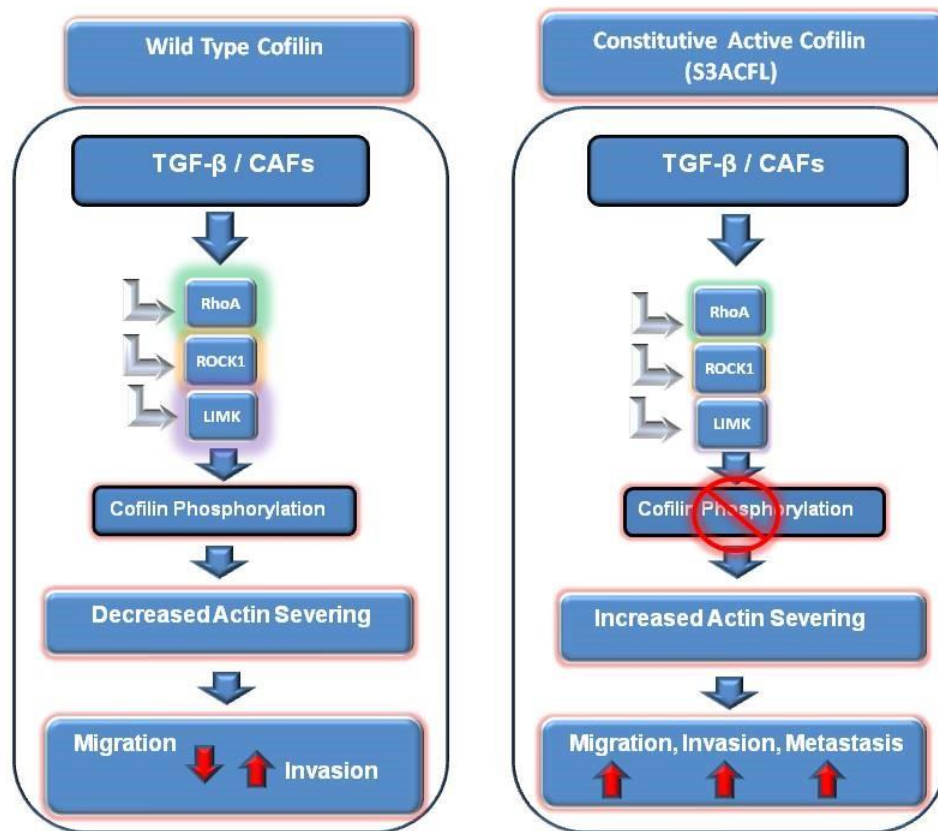 Wild Type Cofilin
TGF-β / CAFs
RhoA
ROCK1
LIMK
Cofilin Phosphorylation
Decreased Actin Severing
Migration
Invasion
Constitutive Active Cofilin
(S3ACFL)
TGF-β / CAFs
RhoA
ROCK1
LIMK
Cofilin Phosphorylation
Increased Actin Severing
Migration, Invasion, Metastasis